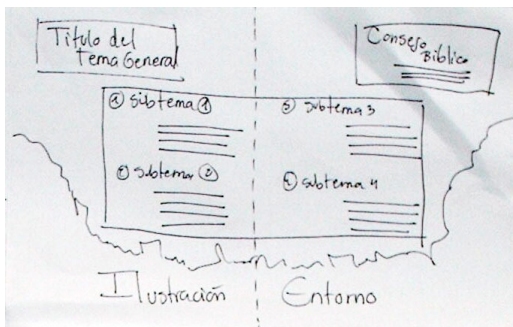 Título del
Tema General
Consejo
Bíblico
① Subtema ①
③ Subtema 3
② Subtema ②
④ Subtema 4
Ilustración
Entorno